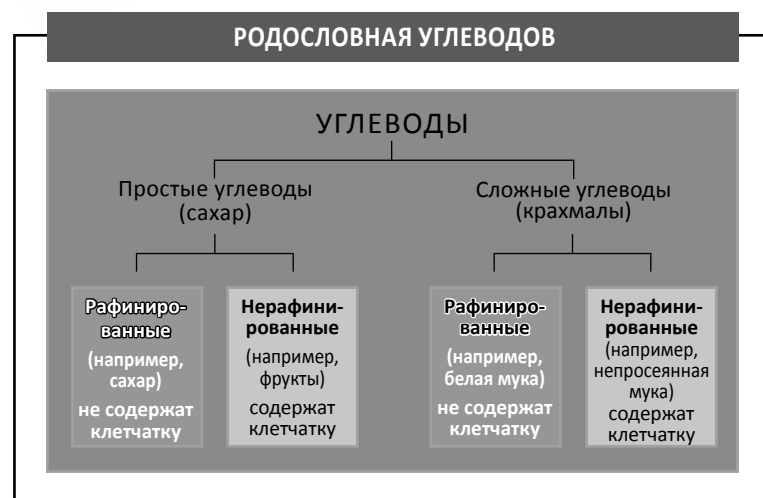 РОДОСЛОВНАЯ УГЛЕВОДОВ
УГЛЕВОДЫ
Простые углеводы
(сахар)
Сложные углеводы
(крахмалы)
Рафиниро-
ванные
(например,
сахар)
не содержат
клетчатку
Нерафини-
рованные
(например,
фрукты)
содержат
клетчатку
Рафиниро-
ванные
(например,
белая мука)
не содержат
клетчатку
Нерафини-
рованные
(например,
непросеянная
мука)
содержат
клетчатку